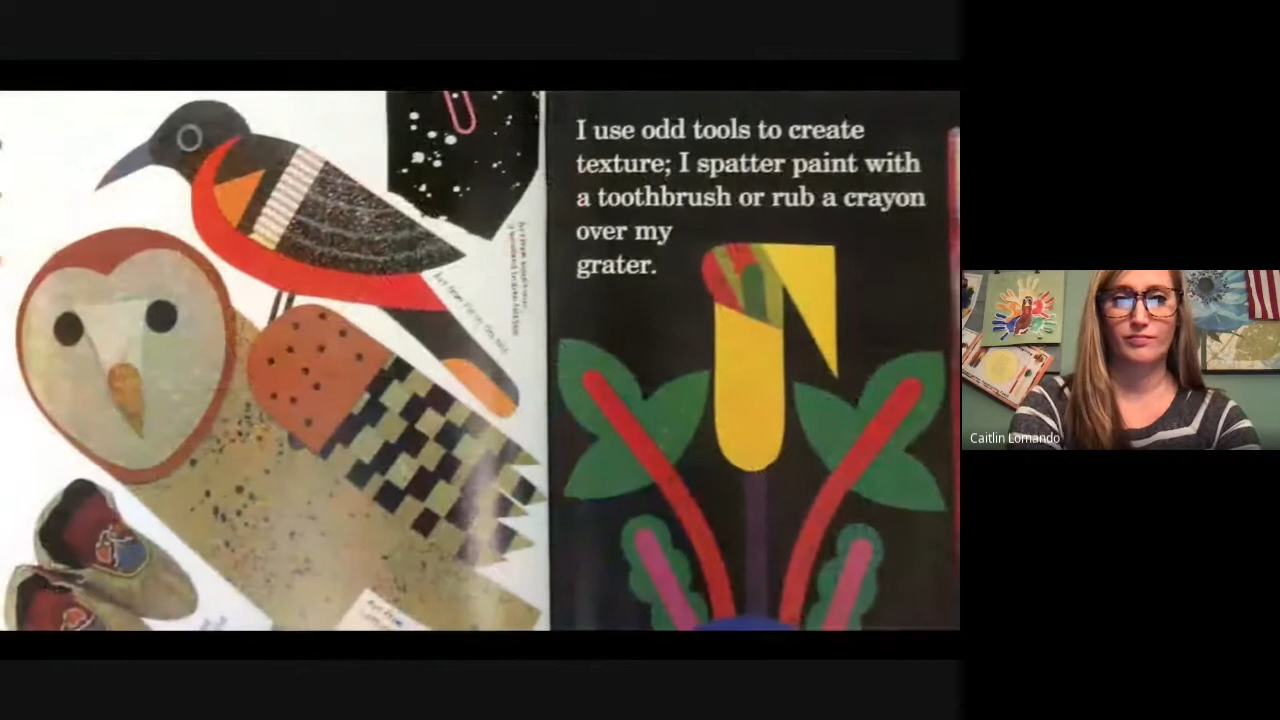 I use odd tools to create
texture; I spatter paint with
a toothbrush or rub a crayon
over my
grater.
Caitlin Lomando